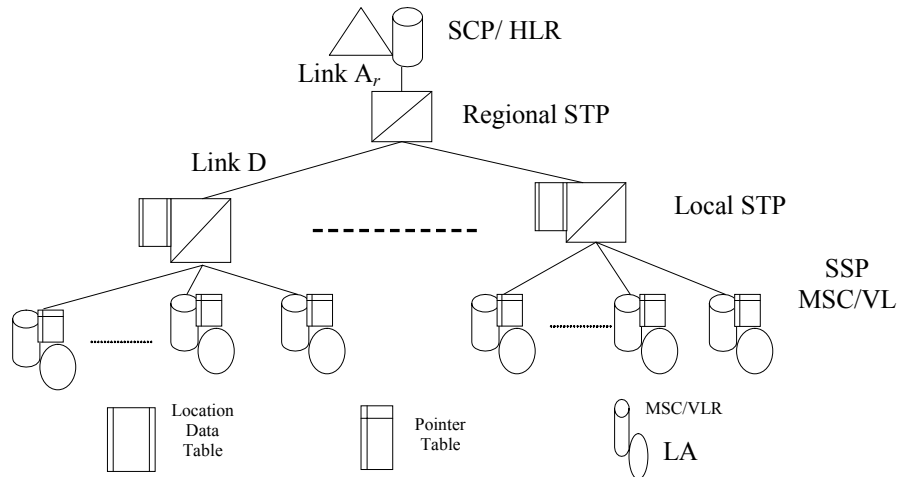 SCP/ HLR
Link Ar
Regional STP
Link D
Local STP
SSP
MSC/VL
Location
Data
Table
Pointer
Table
MSC/VLR
LA